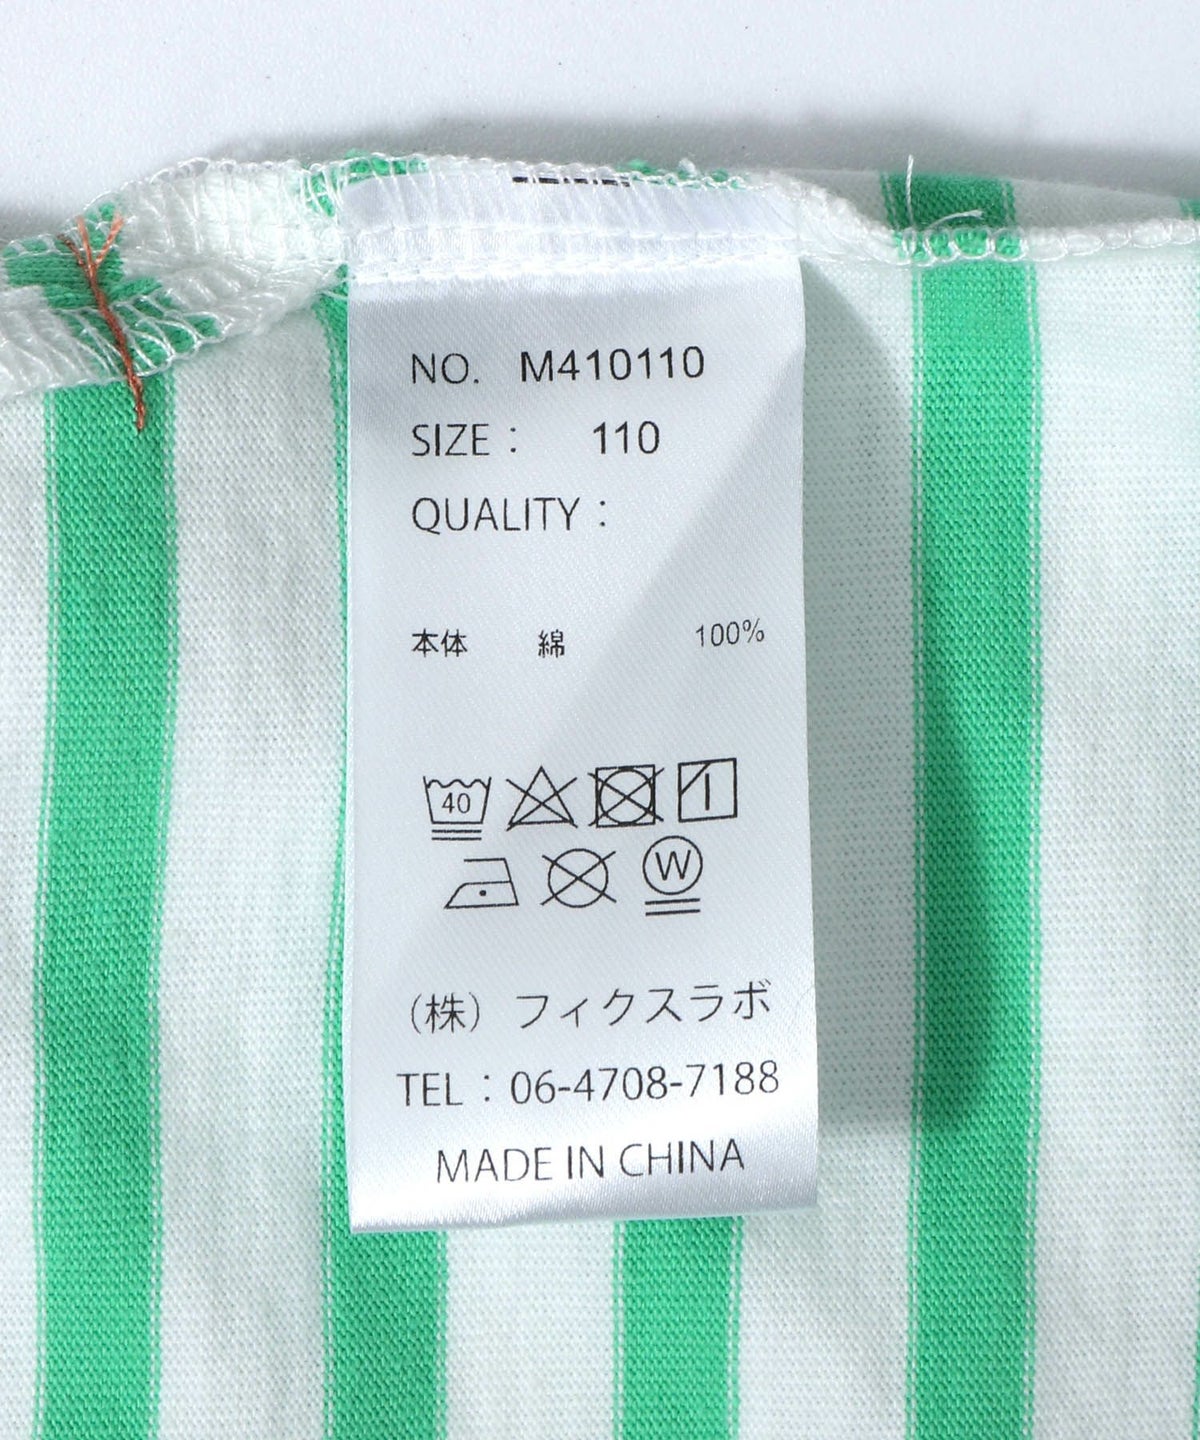 NO. M410110
SIZE : 110
QUALITY :
本体 綿 100%
40
W
(株) フィクスラボ
TEL : 06-4708-7188
MADE IN CHINA